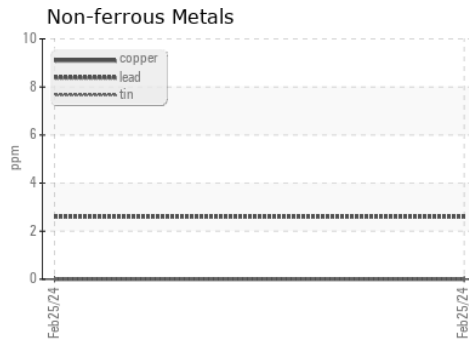 Non-ferrous Metals
10
8
6
4
2
0
ppm
copper
lead
tin
Feb25/24
Feb25/24